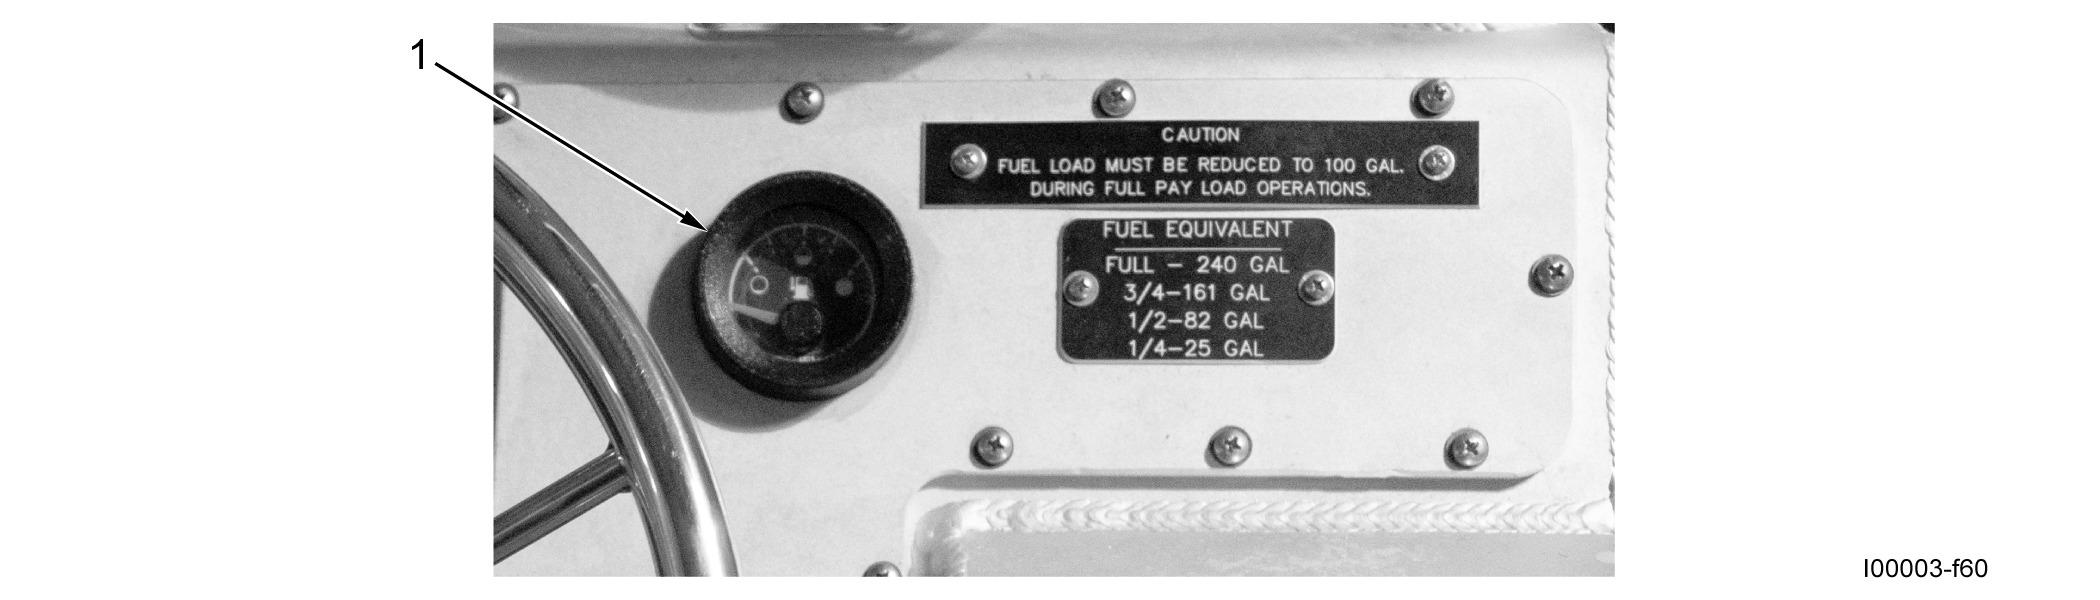 1
CAUTION
FUEL LOAD MUST BE REDUCED TO 100 GAL.
DURING FULL PAY LOAD OPERATIONS.
FUEL EQUIVALENT
FULL - 240 GAL
3/4-161 GAL
1/2-82 GAL
1/4-25 GAL
I00003-f60